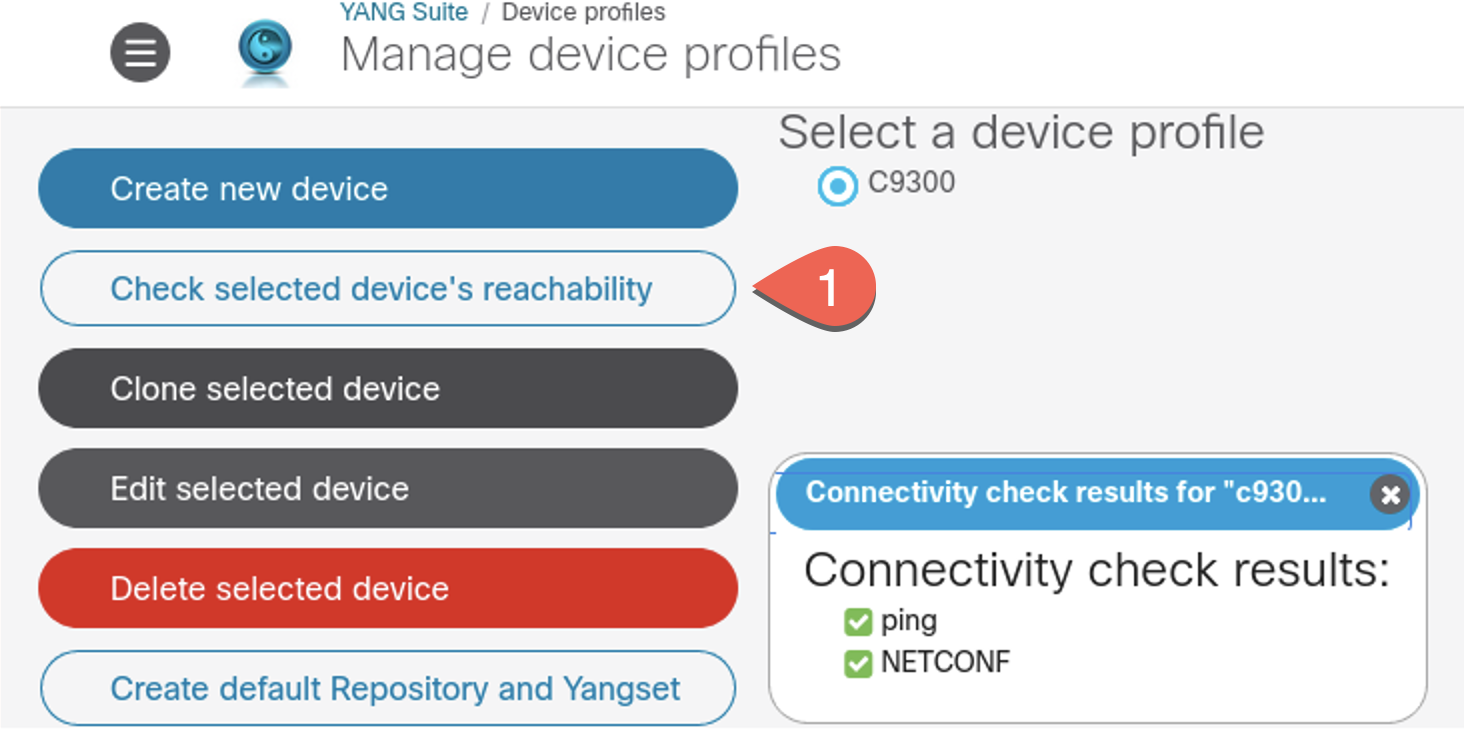 YANG Suite / Device profiles
Manage device profiles
Select a device profile
C9300
Create new device
Check selected device's reachability
1
Clone selected device
Edit selected device
Delete selected device
Create default Repository and Yangset
Connectivity check results for "c930...
Connectivity check results:
ping
NETCONF